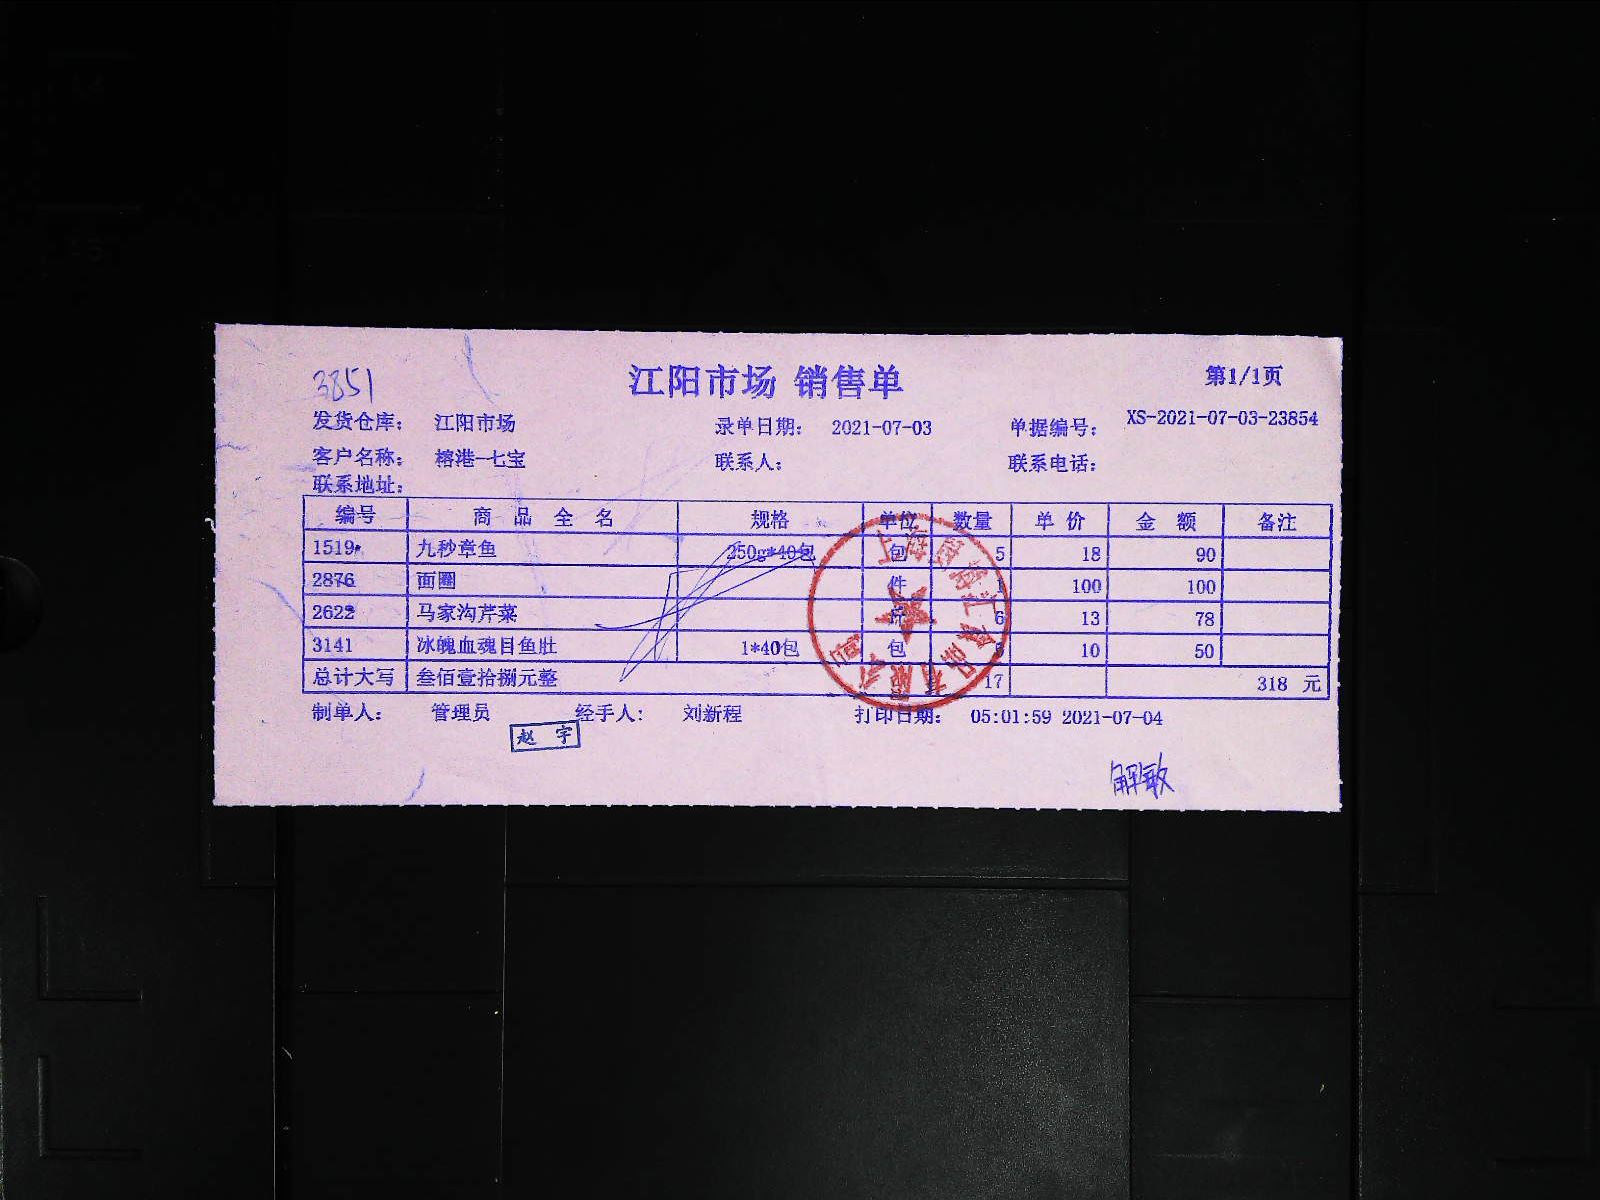 3851
江阳市场 销售单
第1/1页
发货仓库: 江阳市场 录单日期: 2021-07-03 单据编号: XS-2021-07-03-23854
客户名称: 榕港-七宝 联系人: 联系电话:
联系地址:
编号 商品全名 规格 单位 数量 单价 金额 备注
1519 九秒章鱼 250g*40包 包 5 18 90
2876 面圈 件 1 100 100
2622 马家沟芹菜 6 13 78
3141 冰魄血魂目鱼肚 1*40包 包 5 10 50
总计大写 叁佰壹拾捌元整 17 318 元
制单人: 管理员 经手人: 刘新程 打印日期: 05:01:59 2021-07-04
赵宇
解敏